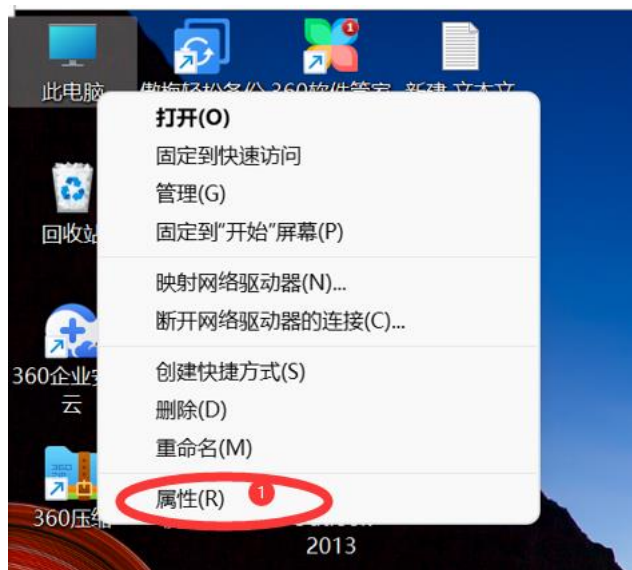 1
此电脑
傲梅轻松备份
360软件管家
新建 文本文
打开(O)
固定到快速访问
管理(G)
固定到“开始”屏幕(P)
映射网络驱动器(N)...
断开网络驱动器的连接(C)...
创建快捷方式(S)
删除(D)
重命名(M)
属性(R)
1
回收站
360企业安
云
360压缩
2013